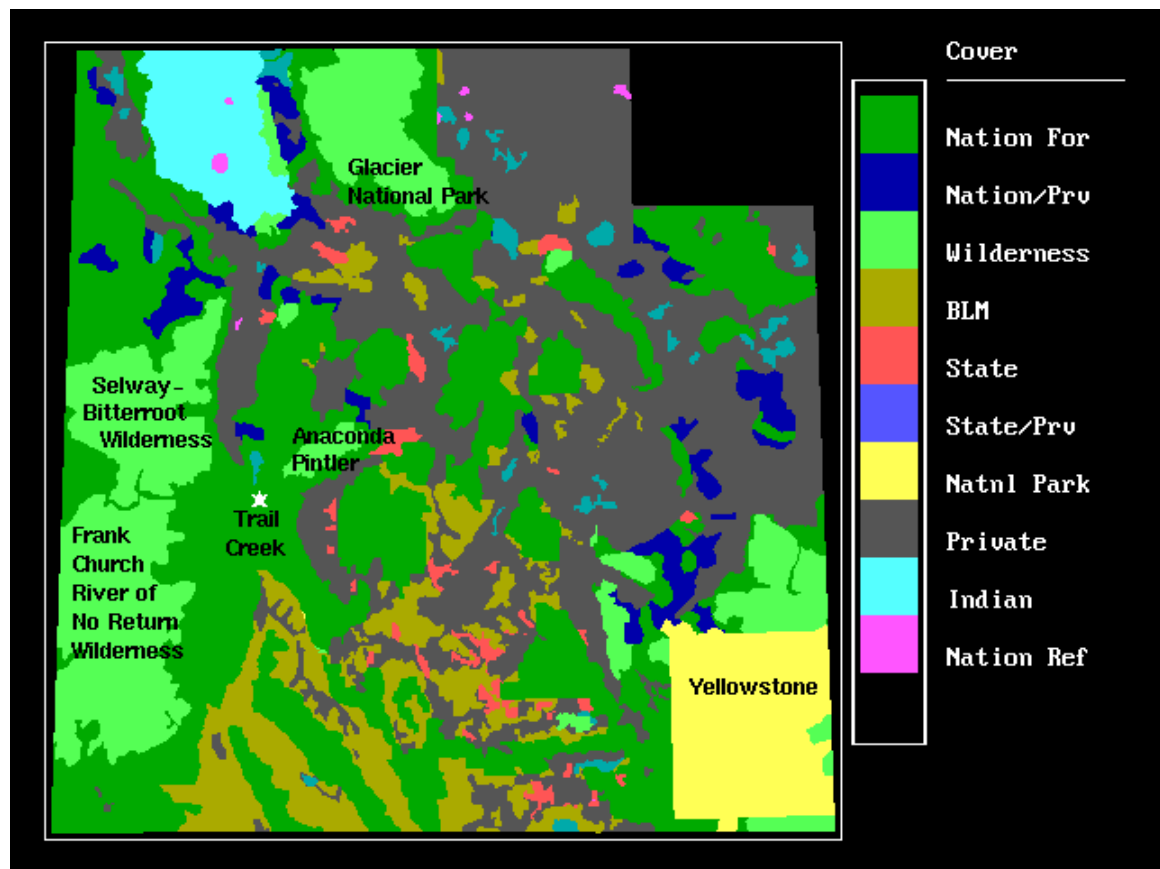 Cover
Nation For
Nation/Prv
Wilderness
BLM
State
State/Prv
Natnl Park
Private
Indian
Nation Ref
Glacier
National Park
Selway-
Bitterroot
Wilderness
Anaconda
Pintler
Trail
Creek
Frank
Church
River of
No Return
Wilderness
Yellowstone